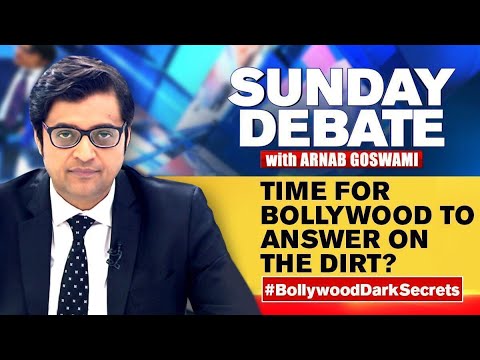 SUNDAY
DEBATE
with ARNAB GOSWAMI
TIME FOR
BOLLYWOOD TO
ANSWER ON
THE DIRT?
#BollywoodDarkSecrets